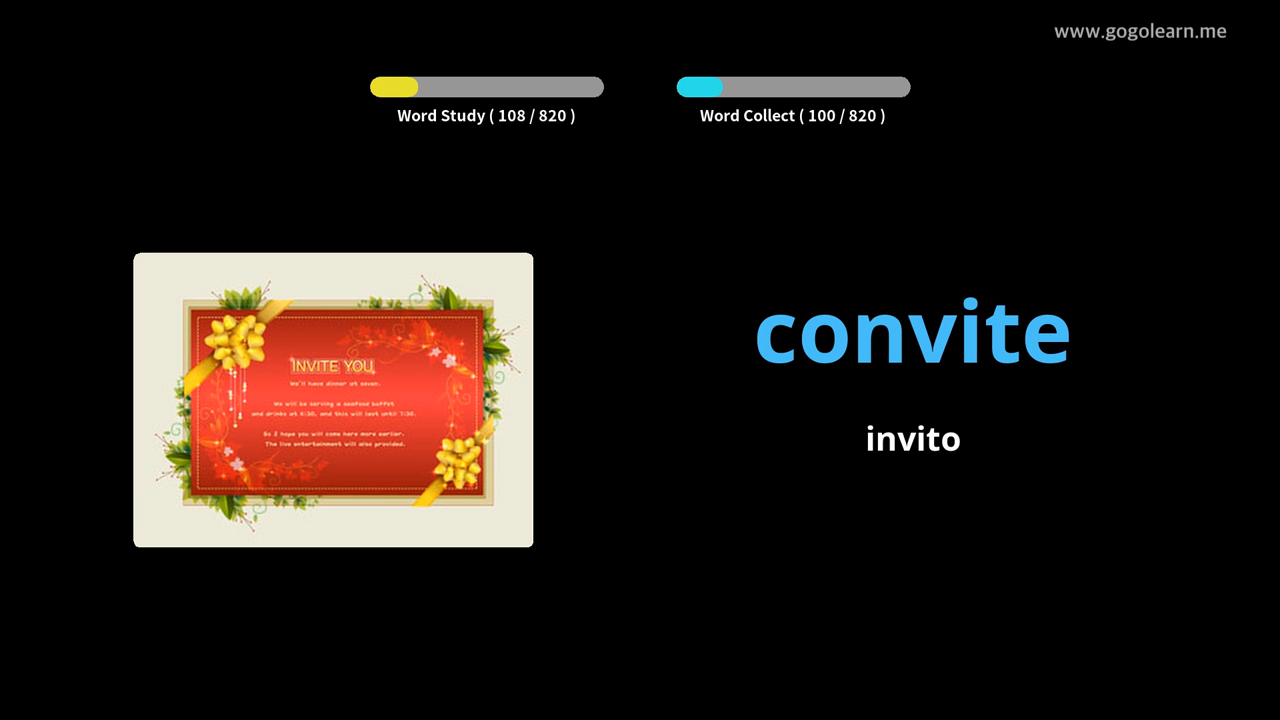 www.gogolearn.me
Word Study ( 108 / 820 )
Word Collect ( 100 / 820 )
INVITE YOU
We'll have dinner at seven.
We will be serving a seafood buffet
and drinks at 6:30, and this will last until 7:30.
So I hope you will come here more earlier.
The live entertainment will also provided.
convite
invito